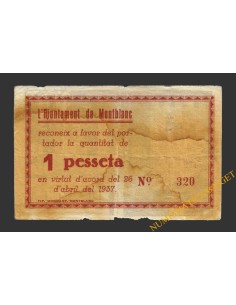 L'Ajuntament de Montblanc
reconeix a favor del por-
tador la quantitat de
1 pesseta
en virtut d'acord del 26
d'abril, del 1937.
Nº 320